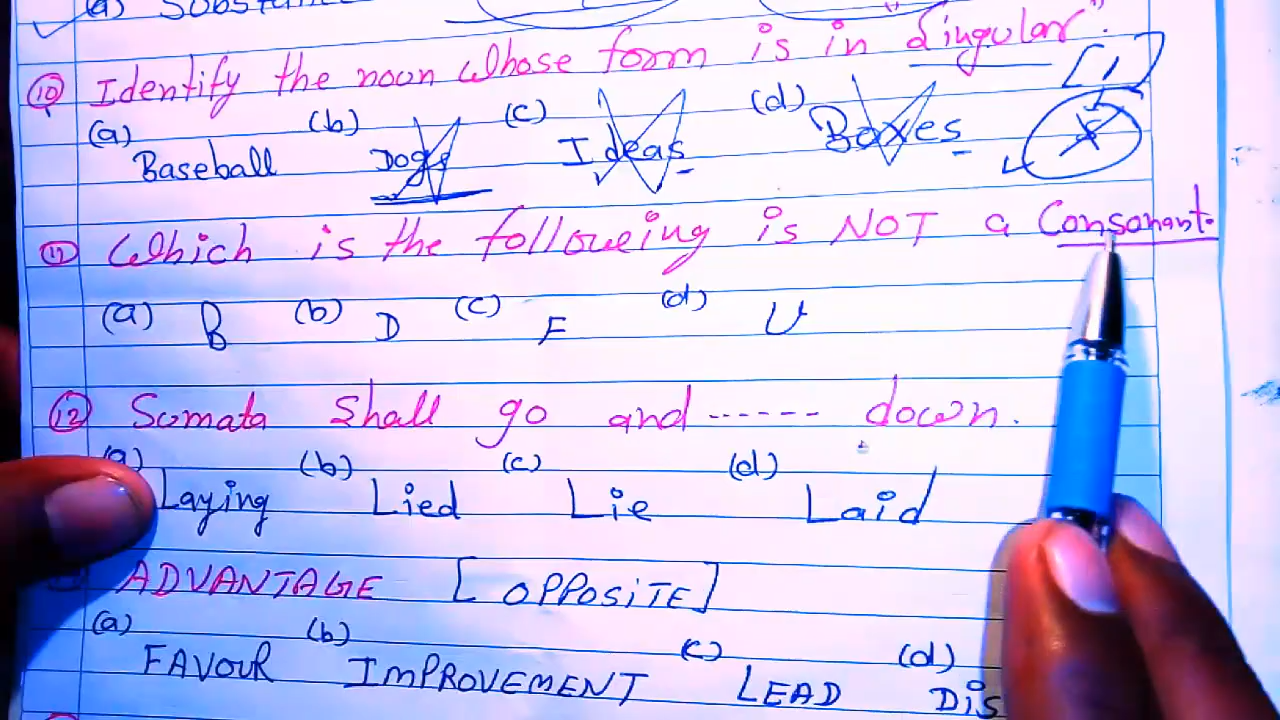 (a) Substan
(10) Identify the noun whose form is in "Singular".
(a) Baseball (b) Dogs (c) Ideas (d) Boxes
(11) Which is the following is NOT a Consonant.
(a) B (b) D (c) F (d) U
(12) Sumata shall go and ------ down.
(a) Laying (b) Lied (c) Lie (d) Laid
ADVANTAGE [OPPOSiTE]
(a) FAVOUR (b) IMPROVEMENT (c) LEAD (d) Dis